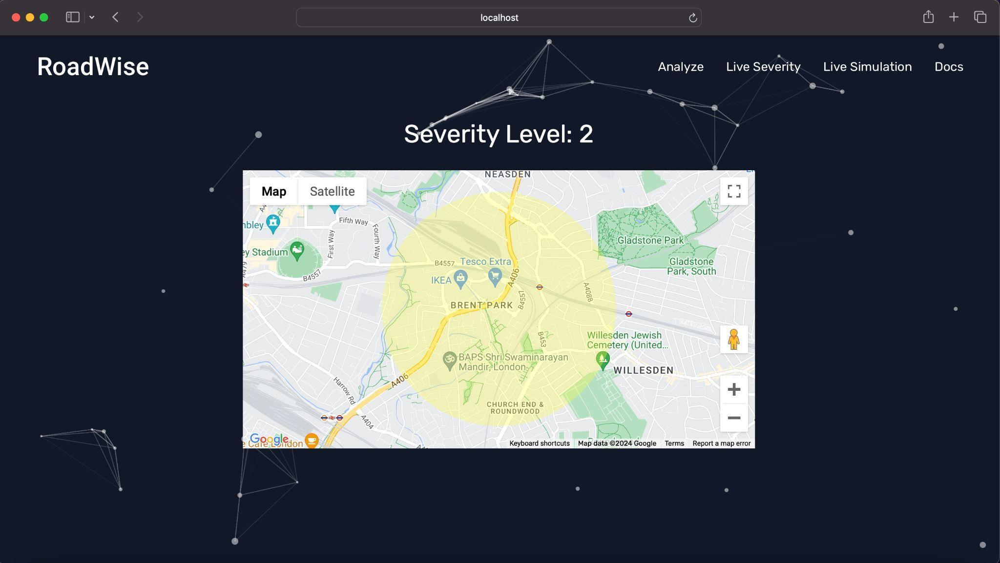 localhost
RoadWise
Analyze
Live Severity
Live Simulation
Docs
Severity Level: 2
NEASDEN
Map
Satellite
Fifth Way
First Way
Fourth Way
mbley
ey Stadium
A479
B4557
B4557
Tesco Extra
IKEA
A406
B4557
A4088
Gladstone Park
Gladstone
Park, South
BRENT PARK
B453
Willesden Jewish
Cemetery (United...
BAPS Shri Swaminarayan
Mandir, London
WILLESDEN
A406
Harrow Rd
CHURCH END &
ROUNDWOOD
A404
Google
e Cafe London
Keyboard shortcuts
Map data ©2024 Google
Terms
Report a map error